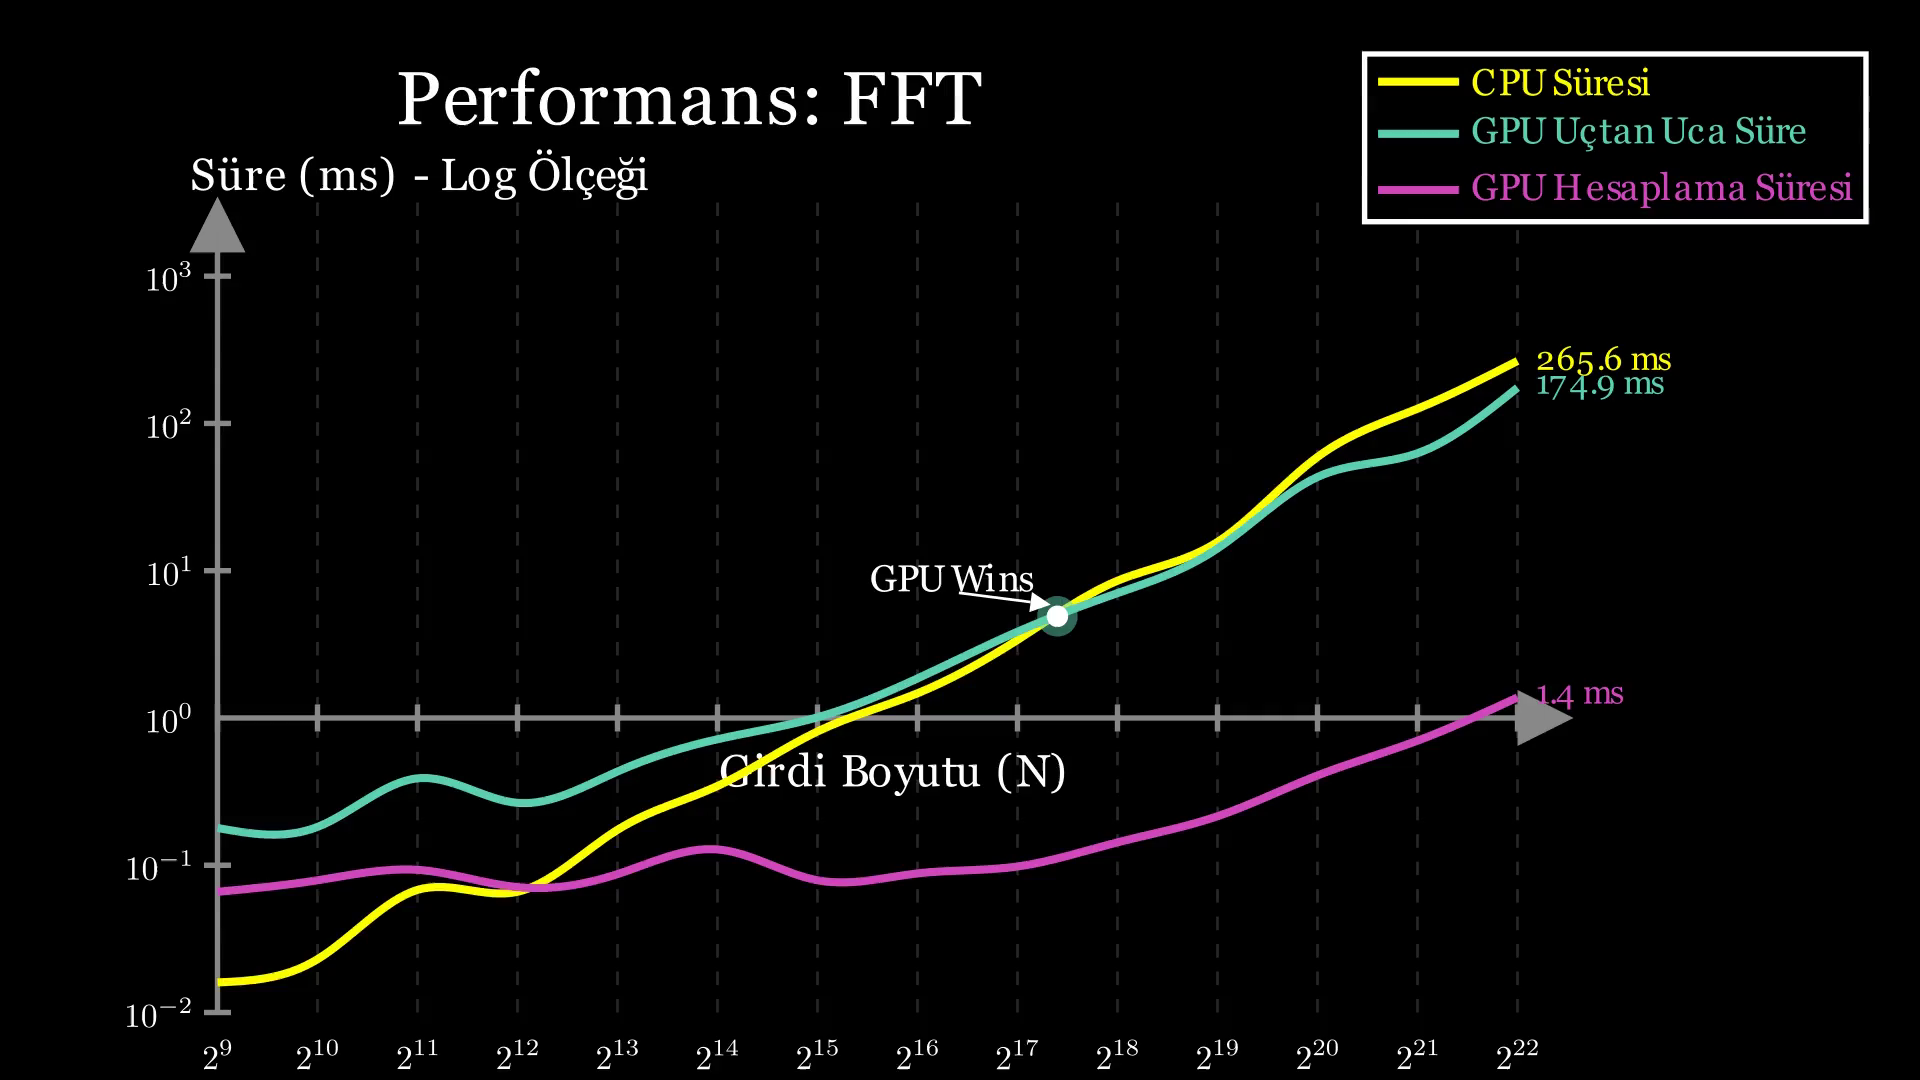 Performans: FFT
CPU Süresi
GPU Uçtan Uca Süre
GPU Hesaplama Süresi
Süre (ms) - Log Ölçeği
10³
265.6 ms
174.9 ms
10²
GPU Wins
10¹
1.4 ms
10⁰
Girdi Boyutu (N)
10⁻¹
10⁻²
2⁹ 2¹⁰ 2¹¹ 2¹² 2¹³ 2¹⁴ 2¹⁵ 2¹⁶ 2¹⁷ 2¹⁸ 2¹⁹ 2²⁰ 2²¹ 2²²